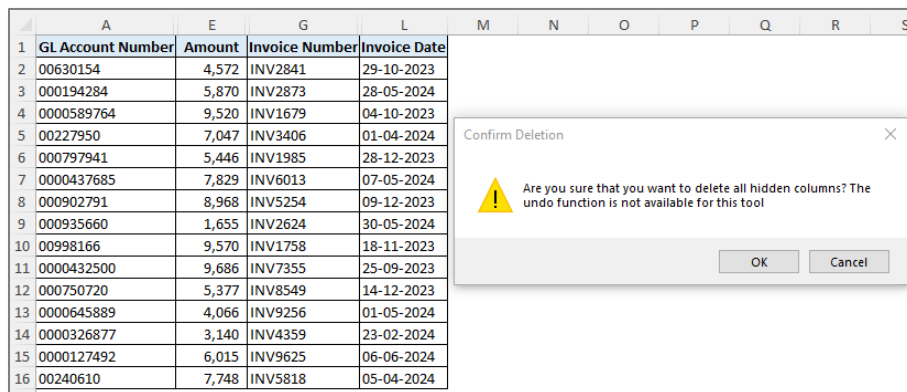 A E G L M N O P Q R S
1 GL Account Number Amount Invoice Number Invoice Date
2 00630154 4,572 INV2841 29-10-2023
3 000194284 5,870 INV2873 28-05-2024
4 0000589764 9,520 INV1679 04-10-2023
5 00227950 7,047 INV3406 01-04-2024
6 000797941 5,446 INV1985 28-12-2023
7 0000437685 7,829 INV6013 07-05-2024
8 000902791 8,968 INV5254 09-12-2023
9 000935660 1,655 INV2624 30-05-2024
10 00998166 9,570 INV1758 18-11-2023
11 0000432500 9,686 INV7355 25-09-2023
12 000750720 5,377 INV8549 14-12-2023
13 0000645889 4,066 INV9256 01-05-2024
14 0000326877 3,140 INV4359 23-02-2024
15 0000127492 6,015 INV9625 06-06-2024
16 00240610 7,748 INV5818 05-04-2024
Confirm Deletion
Are you sure that you want to delete all hidden columns? The
undo function is not available for this tool
OK Cancel